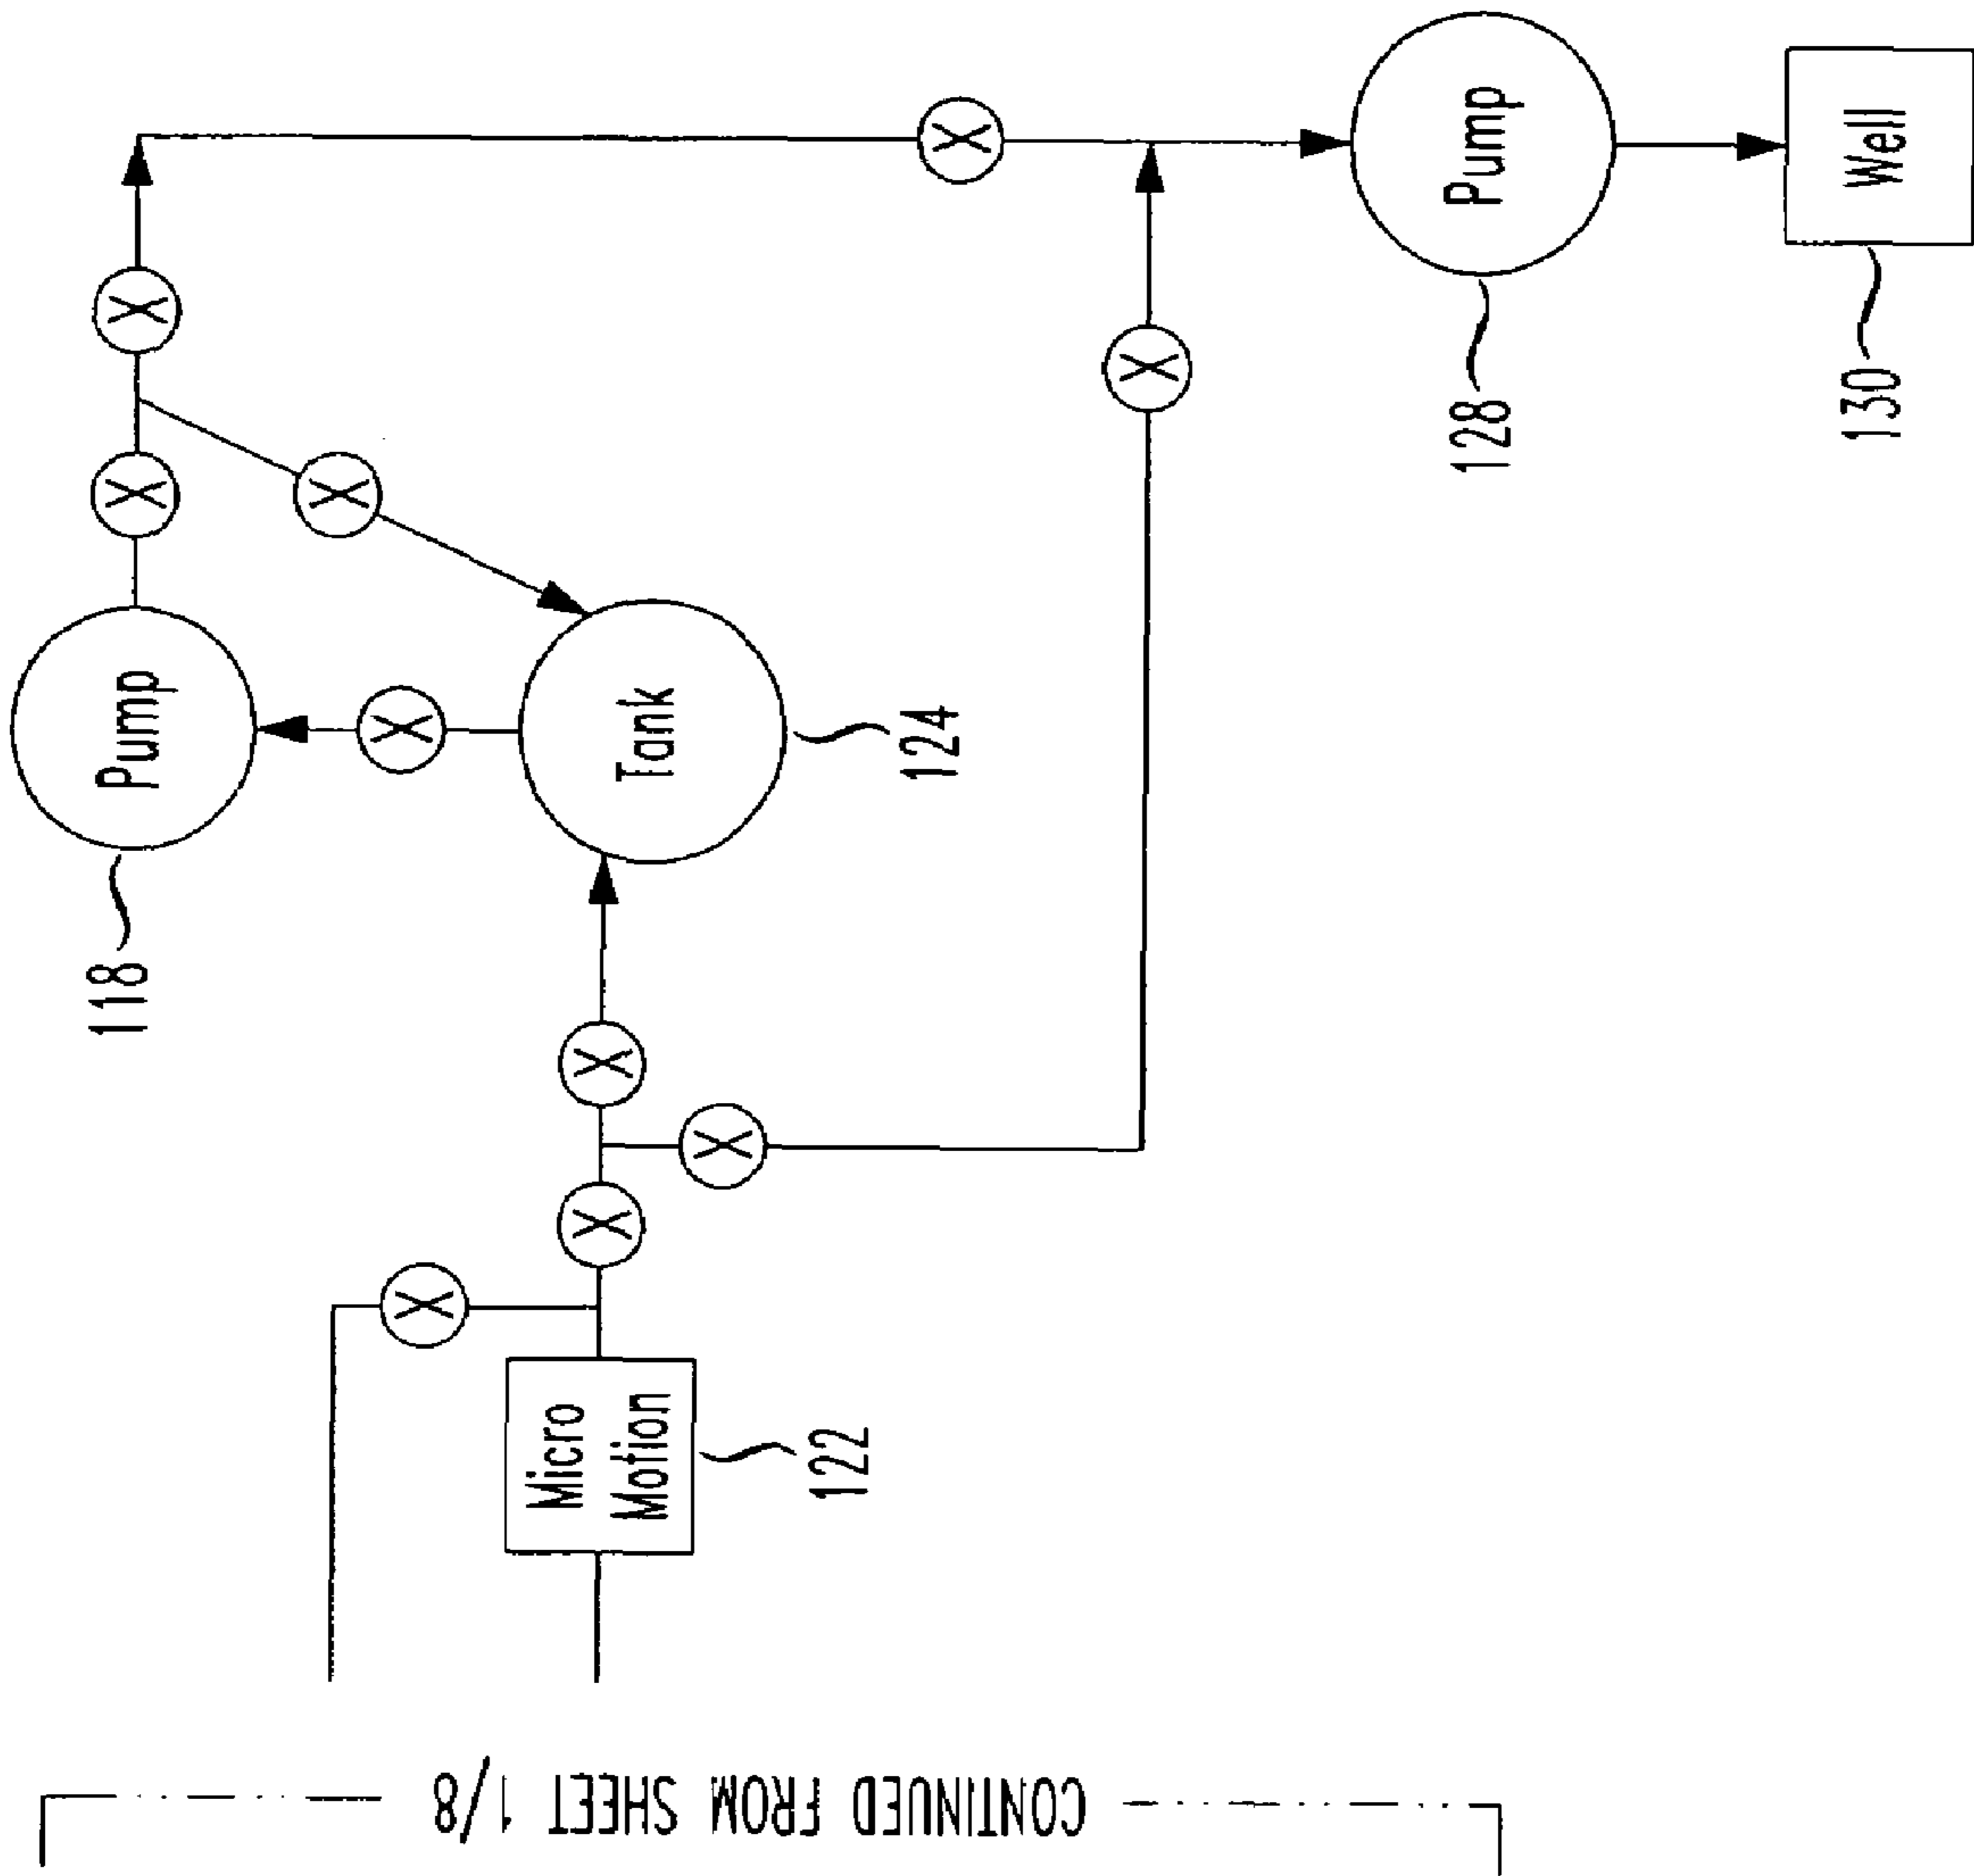 CONTINUED FROM SHEET 1/8
Micro
Motion
122
X
X
X
X
Tank
124
X
Pump
118
X
X
X
X
X
X
Pump
128
Well
130